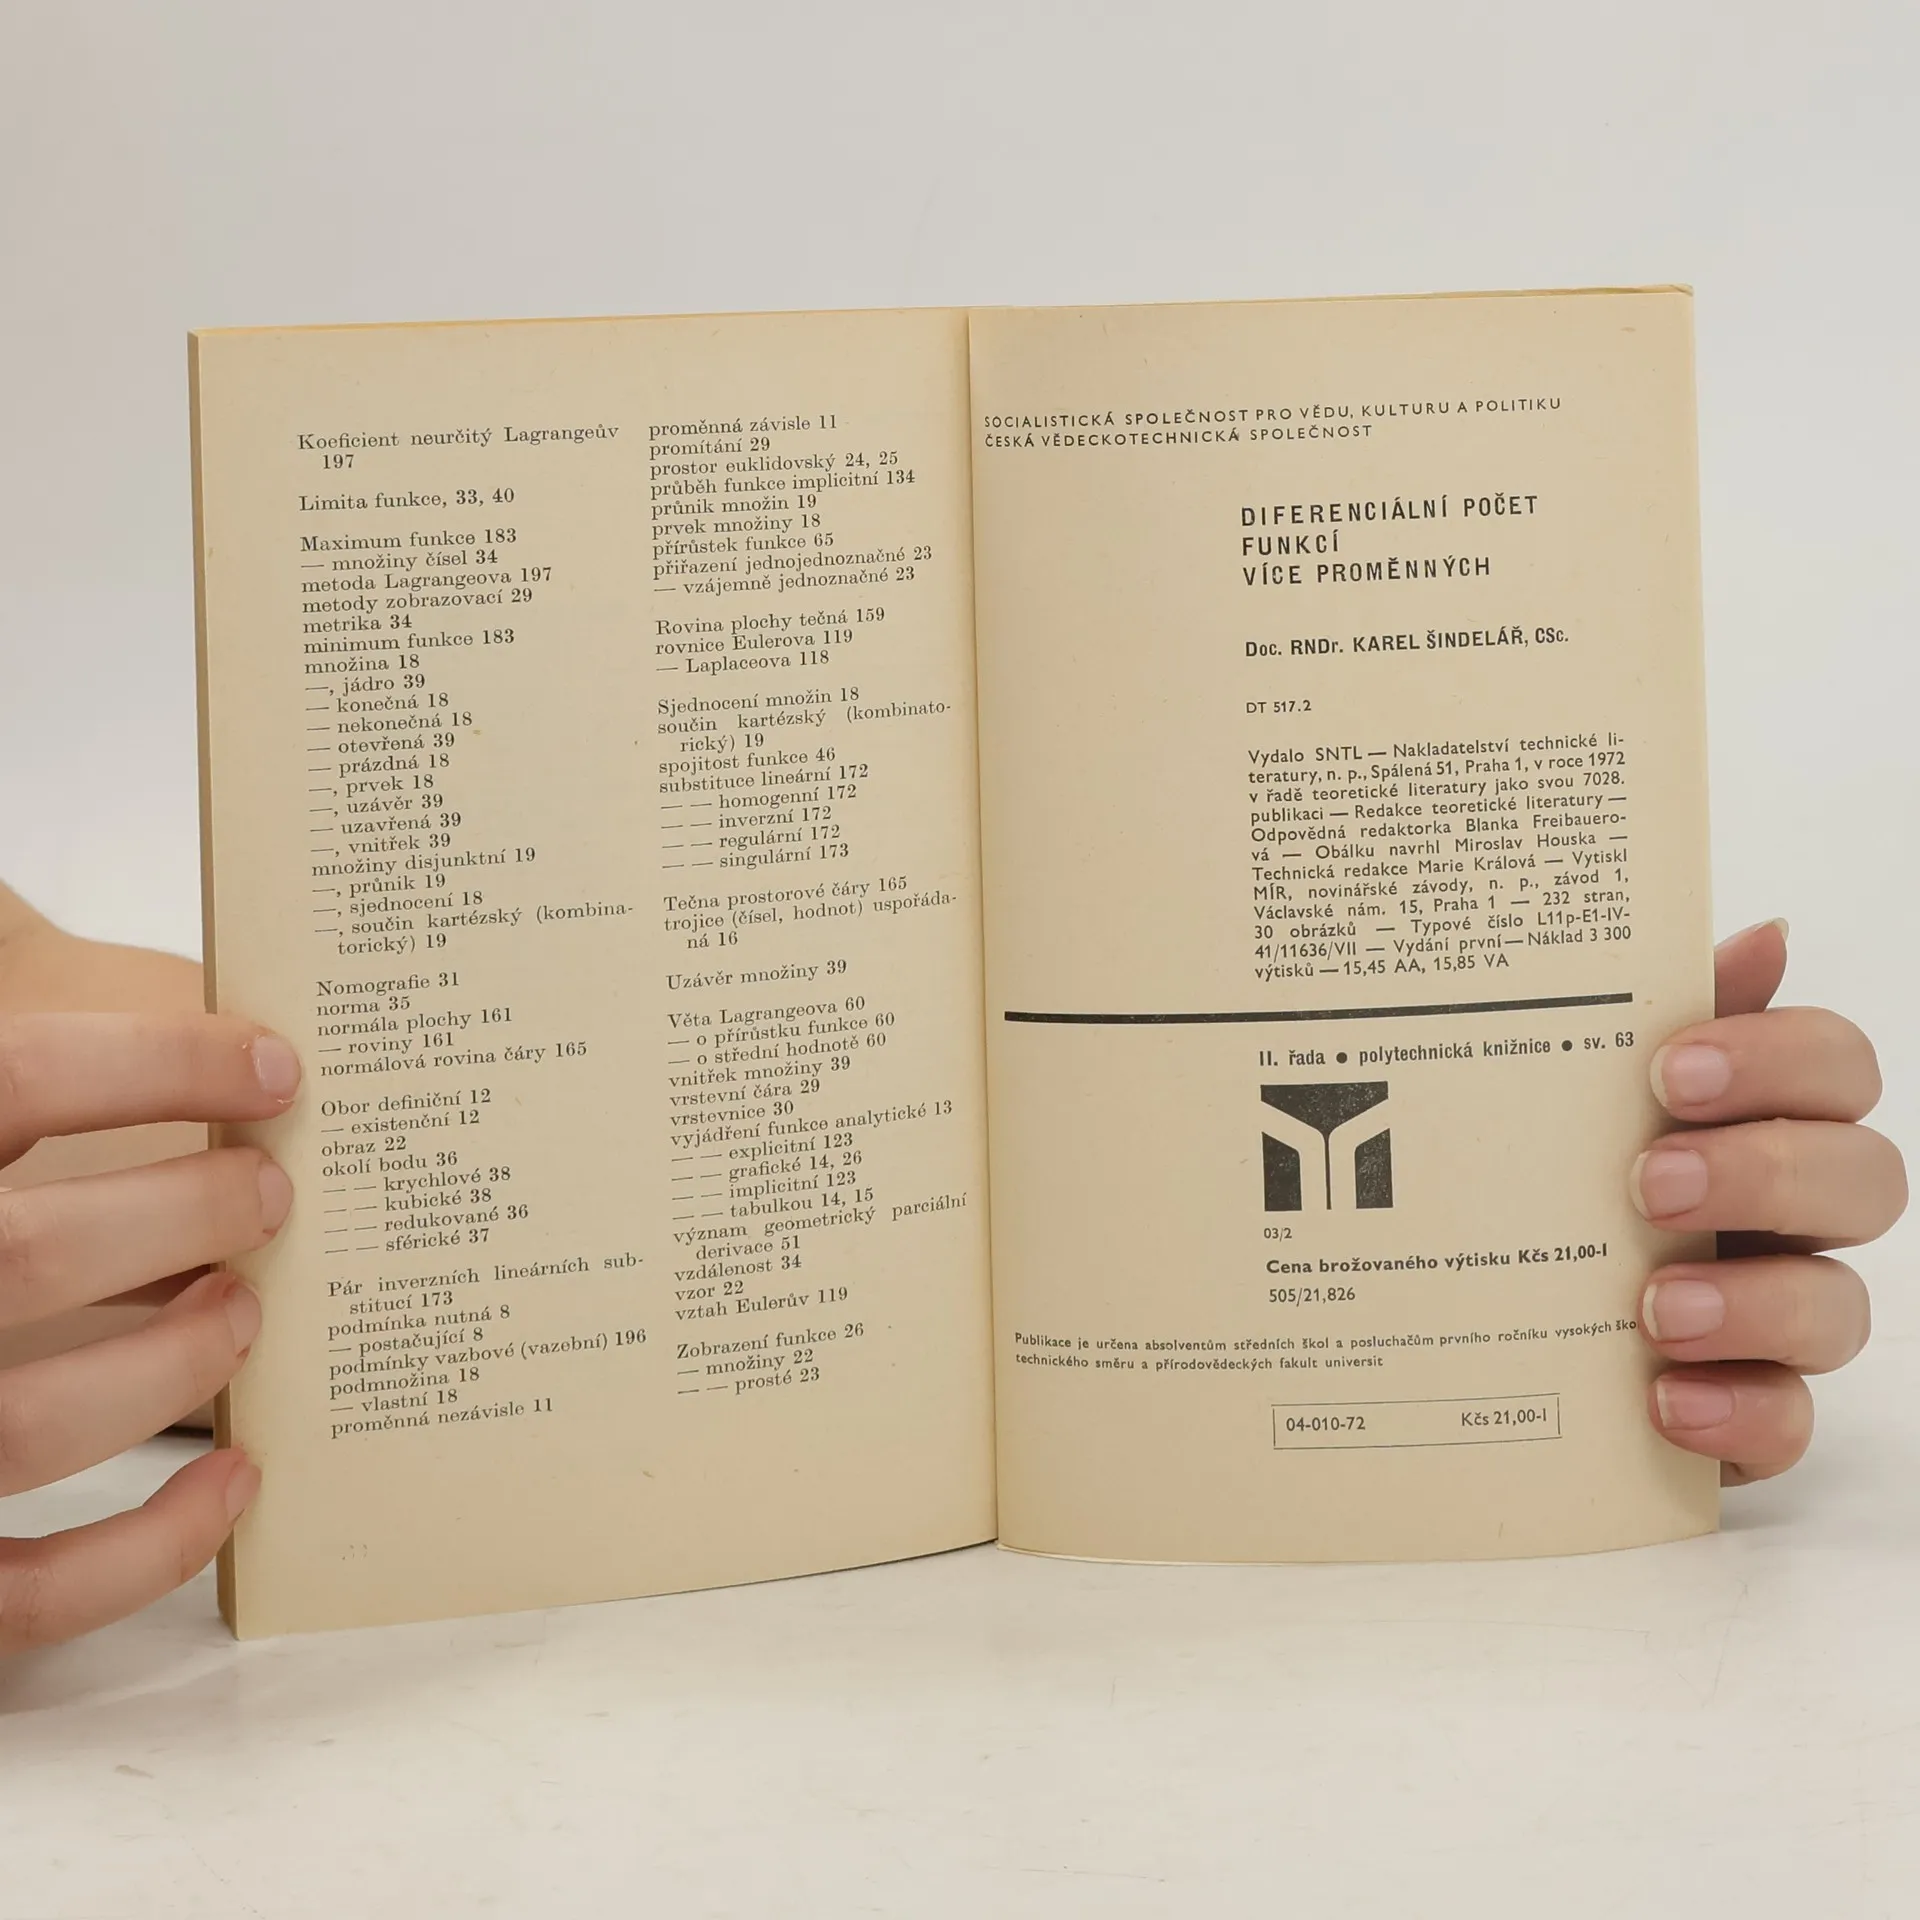 Koeficient neurčitý Lagrangeův
197
Limita funkce, 33, 40
Maximum funkce 183
— množiny čísel 34
metoda Lagrangeova 197
metody zobrazovací 29
metrika 34
minimum funkce 183
množina 18
—, jádro 39
— konečná 18
— nekonečná 18
— otevřená 39
— prázdná 18
—, prvek 18
—, uzávěr 39
— uzavřená 39
—, vnitřek 39
množiny disjunktní 19
—, průnik 19
—, sjednocení 18
—, součin kartézský (kombina-
torický) 19
Nomografie 31
norma 35
normála plochy 161
— roviny 161
normálová rovina čáry 165
Obor definiční 12
— existenční 12
obraz 22
okolí bodu 36
— — krychlové 38
— — kubické 38
— — redukované 36
— — sférické 37
Pár inverzních lineárních sub-
stitucí 173
podmínka nutná 8
— postačující 8
podmínky vazbové (vazební) 196
podmnožina 18
— vlastní 18
proměnná nezávisle 11
proměnná závisle 11
promítání 29
prostor euklidovský 24, 25
průběh funkce implicitní 134
průnik množin 19
prvek množiny 18
přírůstek funkce 65
přiřazení jednojednoznačné 23
— vzájemně jednoznačné 23
Rovina plochy tečná 159
rovnice Eulerova 119
— Laplaceova 118
Sjednocení množin 18
součin kartézský (kombinato-
rický) 19
spojitost funkce 46
substituce lineární 172
— — homogenní 172
— — inverzní 172
— — regulární 172
— — singulární 173
Tečna prostorové čáry 165
trojice (čísel, hodnot) uspořáda-
ná 16
Uzávěr množiny 39
Věta Lagrangeova 60
— o přírůstku funkce 60
— o střední hodnotě 60
vnitřek množiny 39
vrstevní čára 29
vrstevnice 30
vyjádření funkce analytické 13
— — explicitní 123
— — grafické 14, 26
— — implicitní 123
— — tabulkou 14, 15
význam geometrický parciální
derivace 51
vzdálenost 34
vzor 22
vztah Eulerův 119
Zobrazení funkce 26
— množiny 22
— — prosté 23
SOCIALISTICKÁ SPOLEČNOST PRO VĚDU, KULTURU A POLITIKU
ČESKÁ VĚDECKOTECHNICKÁ SPOLEČNOST
DIFERENCIÁLNÍ POČET
FUNKCÍ
VÍCE PROMĚNNÝCH
Doc. RNDr. KAREL ŠINDELÁŘ, CSc.
DT 517.2
Vydalo SNTL — Nakladatelství technické li-
teratury, n. p., Spálená 51, Praha 1, v roce 1972
v řadě teoretické literatury jako svou 7028.
publikaci — Redakce teoretické literatury —
Odpovědná redaktorka Blanka Freibauero-
vá — Obálku navrhl Miroslav Houska —
Technická redakce Marie Králová — Vytiskl
MÍR, novinářské závody, n. p., závod 1,
Václavské nám. 15, Praha 1 — 232 stran,
30 obrázků — Typové číslo L11p-E1-IV-
41/11636/VII — Vydání první — Náklad 3 300
výtisků — 15,45 AA, 15,85 VA
II. řada ● polytechnická knižnice ● sv. 63
03/2
Cena brožovaného výtisku Kčs 21,00-I
505/21,826
Publikace je určena absolventům středních škol a posluchačům prvního ročníku vysokých ško
technického směru a přírodovědeckých fakult universit
04-010-72 Kčs 21,00-I